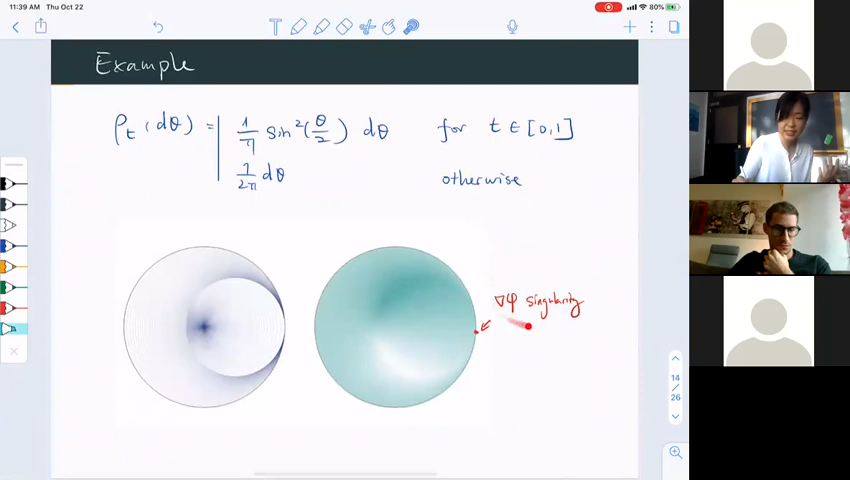 11:39 AM Thu Oct 22
80%
Example
ρt (dθ) = | 1/π sin²(θ/2) dθ for t ∈ [0,1]
1/2π dθ otherwise
∇φ singularity
14
/
26